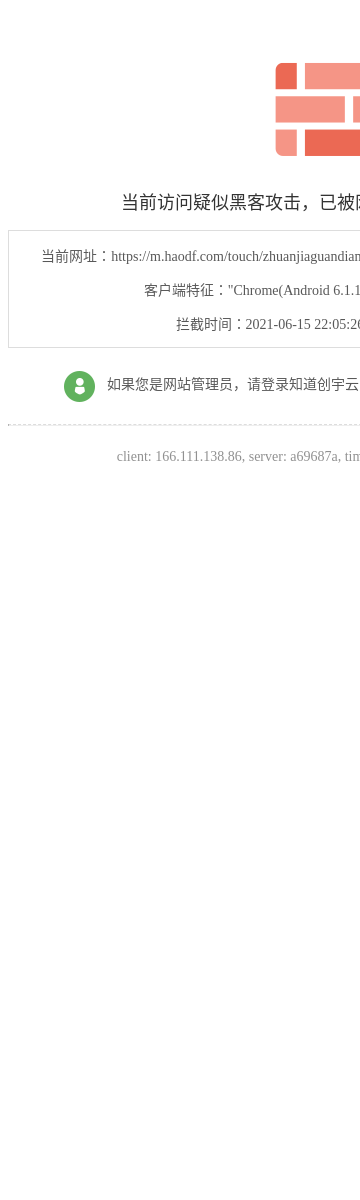 当前访问疑似黑客攻击，已被
当前网址：https://m.haodf.com/touch/zhuanjiaguandian
客户端特征："Chrome(Android 6.1.1
拦截时间：2021-06-15 22:05:26
如果您是网站管理员，请登录知道创宇云
client: 166.111.138.86, server: a69687a, tim